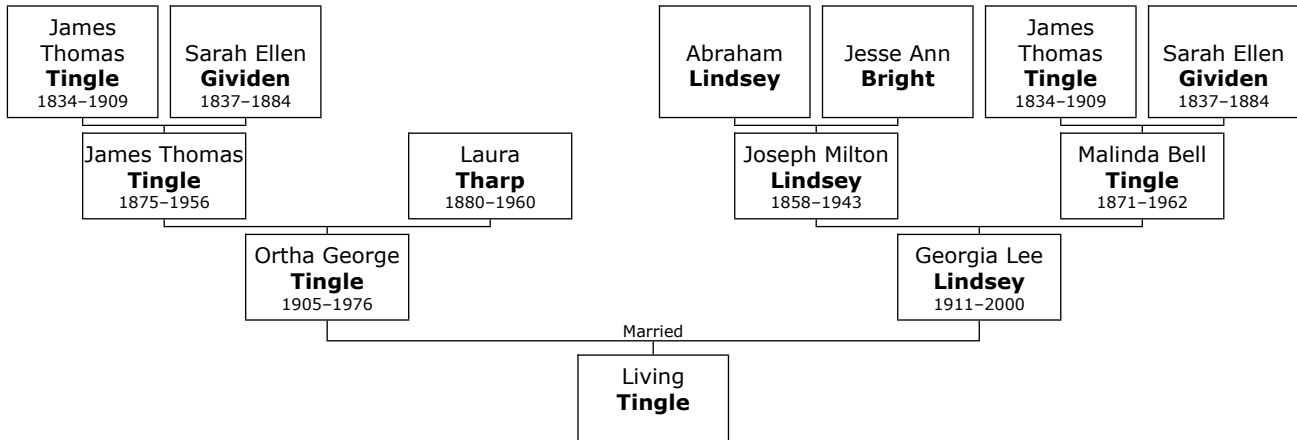 James
Thomas
Tingle
1834–1909
Sarah Ellen
Gividen
1837–1884
Abraham
Lindsey
Jesse Ann
Bright
James
Thomas
Tingle
1834–1909
Sarah Ellen
Gividen
1837–1884
James Thomas
Tingle
1875–1956
Laura
Tharp
1880–1960
Joseph Milton
Lindsey
1858–1943
Malinda Bell
Tingle
1871–1962
Ortha George
Tingle
1905–1976
Georgia Lee
Lindsey
1911–2000
Married
Living
Tingle